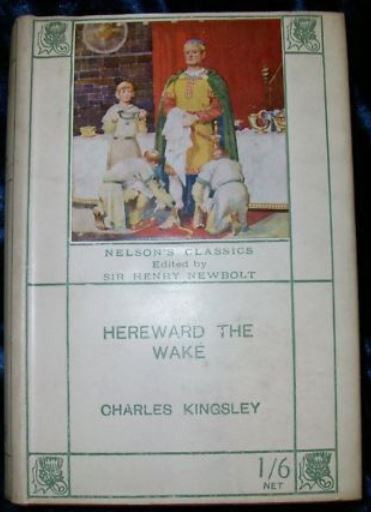 NELSON'S CLASSICS
Edited by
SIR HENRY NEWBOLT
HEREWARD THE
WAKE
CHARLES KINGSLEY
1/6
NET